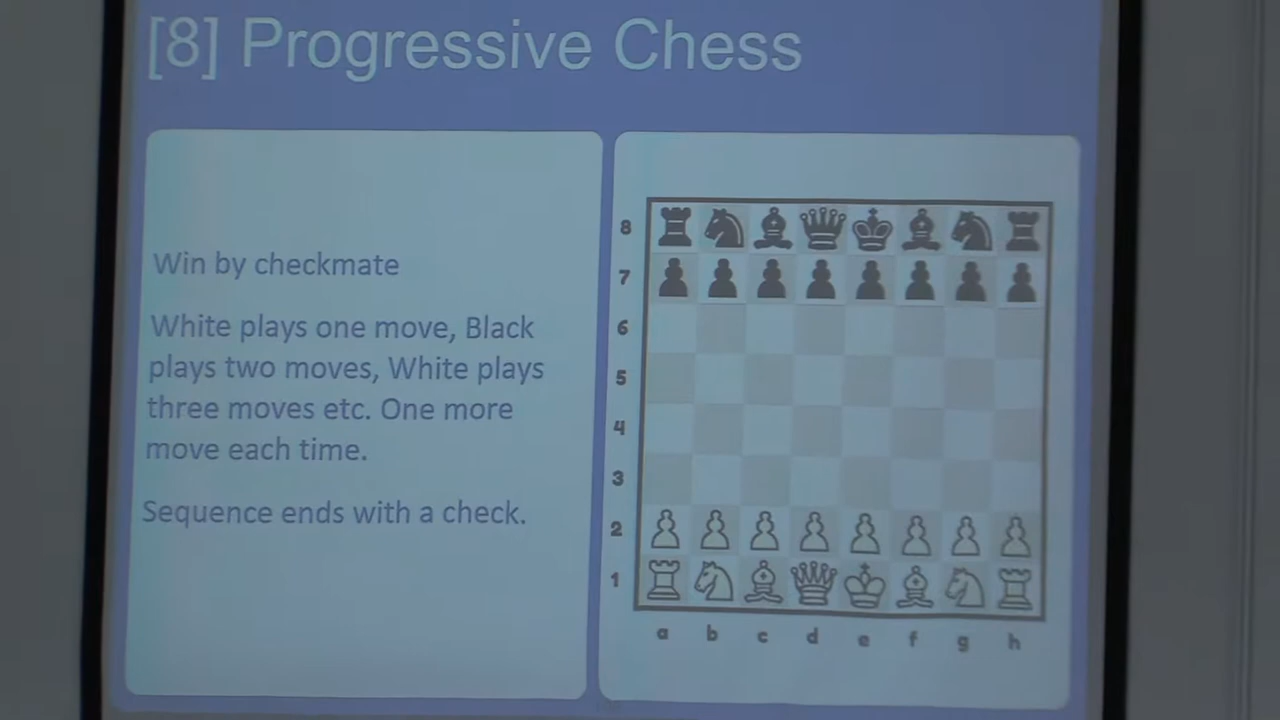 [8] Progressive Chess
Win by checkmate
White plays one move, Black
plays two moves, White plays
three moves etc. One more
move each time.
Sequence ends with a check.
8
7
6
5
4
3
2
1
a b c d e f g h